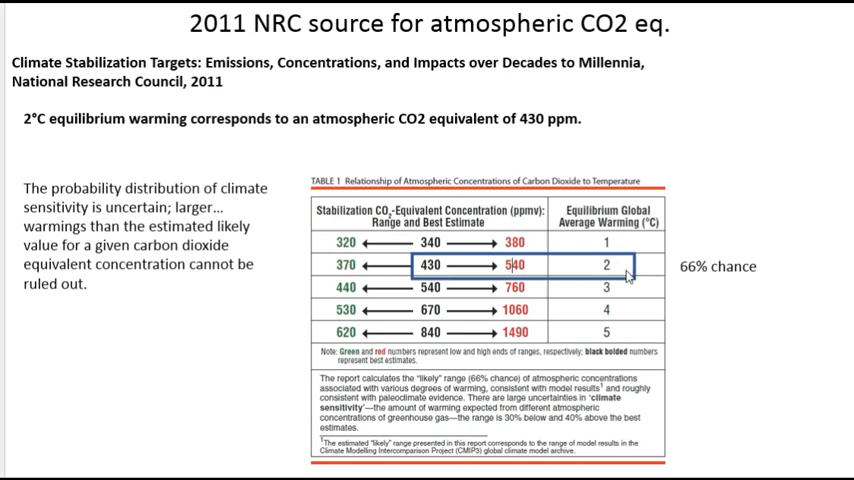 2011 NRC source for atmospheric CO2 eq.
Climate Stabilization Targets: Emissions, Concentrations, and Impacts over Decades to Millennia,
National Research Council, 2011
2°C equilibrium warming corresponds to an atmospheric CO2 equivalent of 430 ppm.
The probability distribution of climate
sensitivity is uncertain; larger...
warmings than the estimated likely
value for a given carbon dioxide
equivalent concentration cannot be
ruled out.
TABLE 1 Relationship of Atmospheric Concentrations of Carbon Dioxide to Temperature
Stabilization CO2-Equivalent Concentration (ppmv): Equilibrium Global
Range and Best Estimate Average Warming (°C)
320 340 380 1
370 430 540 2
440 540 760 3
530 670 1060 4
620 840 1490 5
66% chance
Note: Green and red numbers represent low and high ends of ranges, respectively; black bolded numbers
represent best estimates.
The report calculates the "likely" range (66% chance) of atmospheric concentrations
associated with various degrees of warming, consistent with model results1 and roughly
consistent with paleoclimate evidence. There are large uncertainties in 'climate
sensitivity'—the amount of warming expected from different atmospheric
concentrations of greenhouse gas—the range is 30% below and 40% above the best
estimates.
1The estimated "likely" range presented in this report corresponds to the range of model results in the
Climate Modelling Intercomparison Project (CMIP3) global climate model archive.